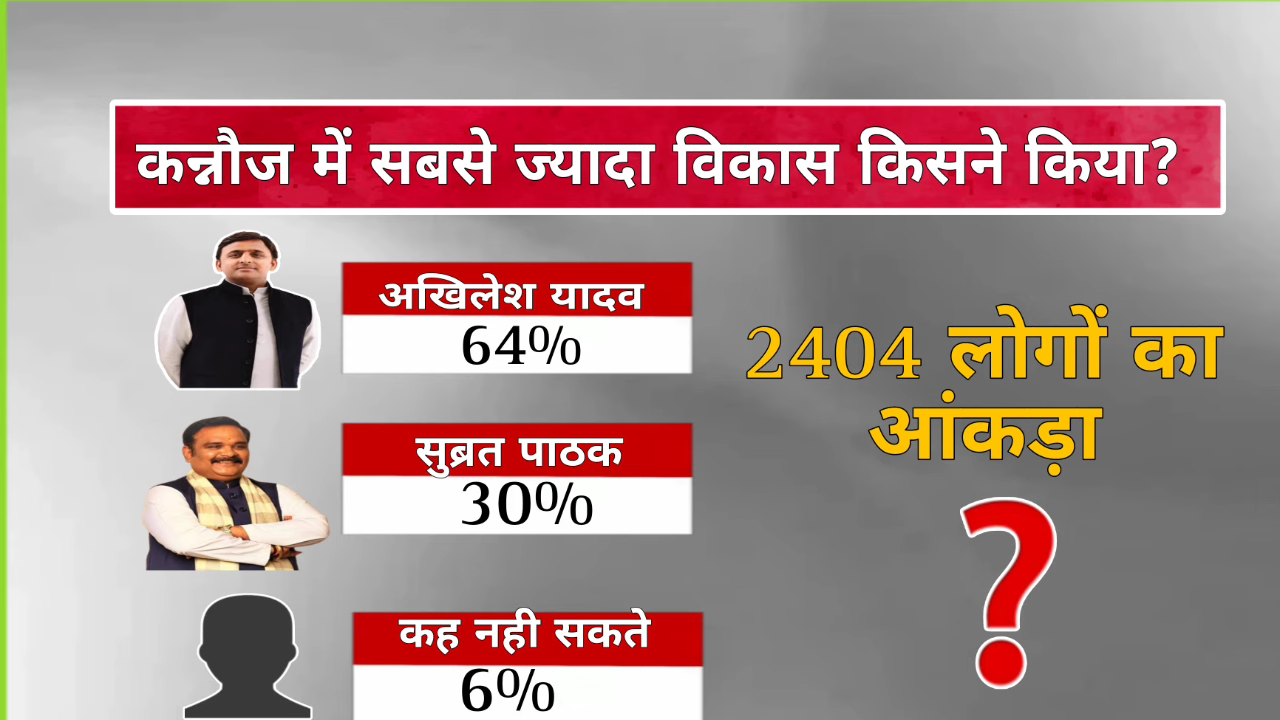 कन्नौज में सबसे ज्यादा विकास किसने किया?
अखिलेश यादव
64%
सुब्रत पाठक
30%
कह नही सकते
6%
2404 लोगों का
आंकड़ा
?